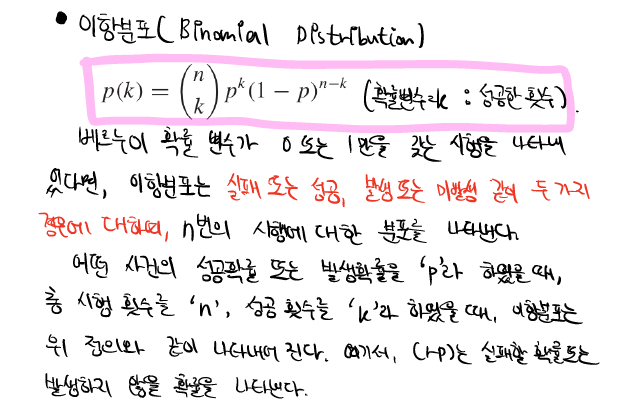 • 이항분포( Binomial Distribution)
p(k) = \binom{n}{k} p^k (1 − p)^{n−k} (확률변수 k : 성공한 횟수).
베르누이 확률 변수가 0 또는 1만을 갖는 시행을 나타내
었다면, 이항분포는 실패 또는 성공, 발생 또는 미발생 같이 두 가지
경우에 대하여, n번의 시행에 대한 분포를 나타낸다.
어떤 사건의 성공확률 또는 발생확률을 'p'라 하였을 때,
총 시행 횟수를 'n', 성공 횟수를 'k'라 하였을 때, 이항분포는
위 정의와 같이 나타내어 진다. 여기서, (1-p)는 실패할 확률 또는
발생하지 않을 확률을 나타낸다.